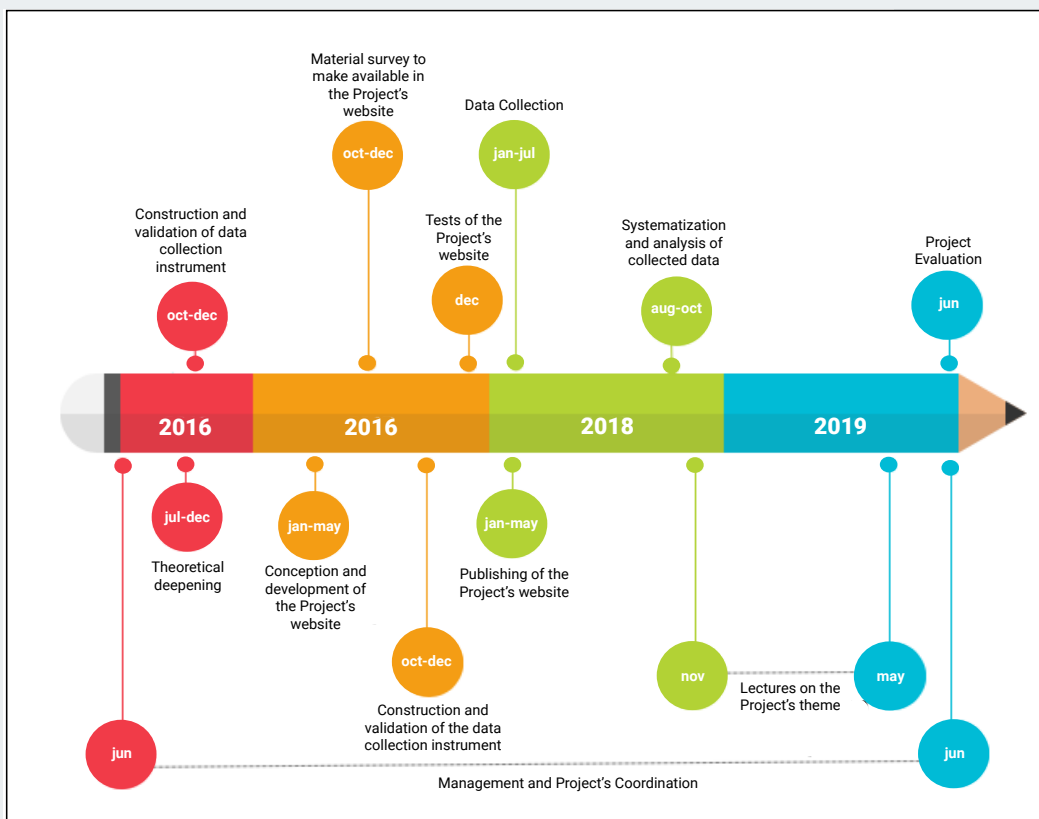 Material survey to
make available in
the Project's
website
oct-dec
Data Collection
jan-jul
Construction and
validation of data
collection
instrument
oct-dec
Tests of the
Project's
website
dec
Systematization
and analysis of
collected data
aug-oct
Project
Evaluation
jun
2016
2016
2018
2019
jul-dec
Theoretical
deepening
jan-may
Conception and
development of
the Project's
website
jan-may
Publishing of the
Project's website
oct-dec
Construction and
validation of the data
collection instrument
nov
Lectures on the
Project's theme
may
jun
Management and Project's Coordination
jun